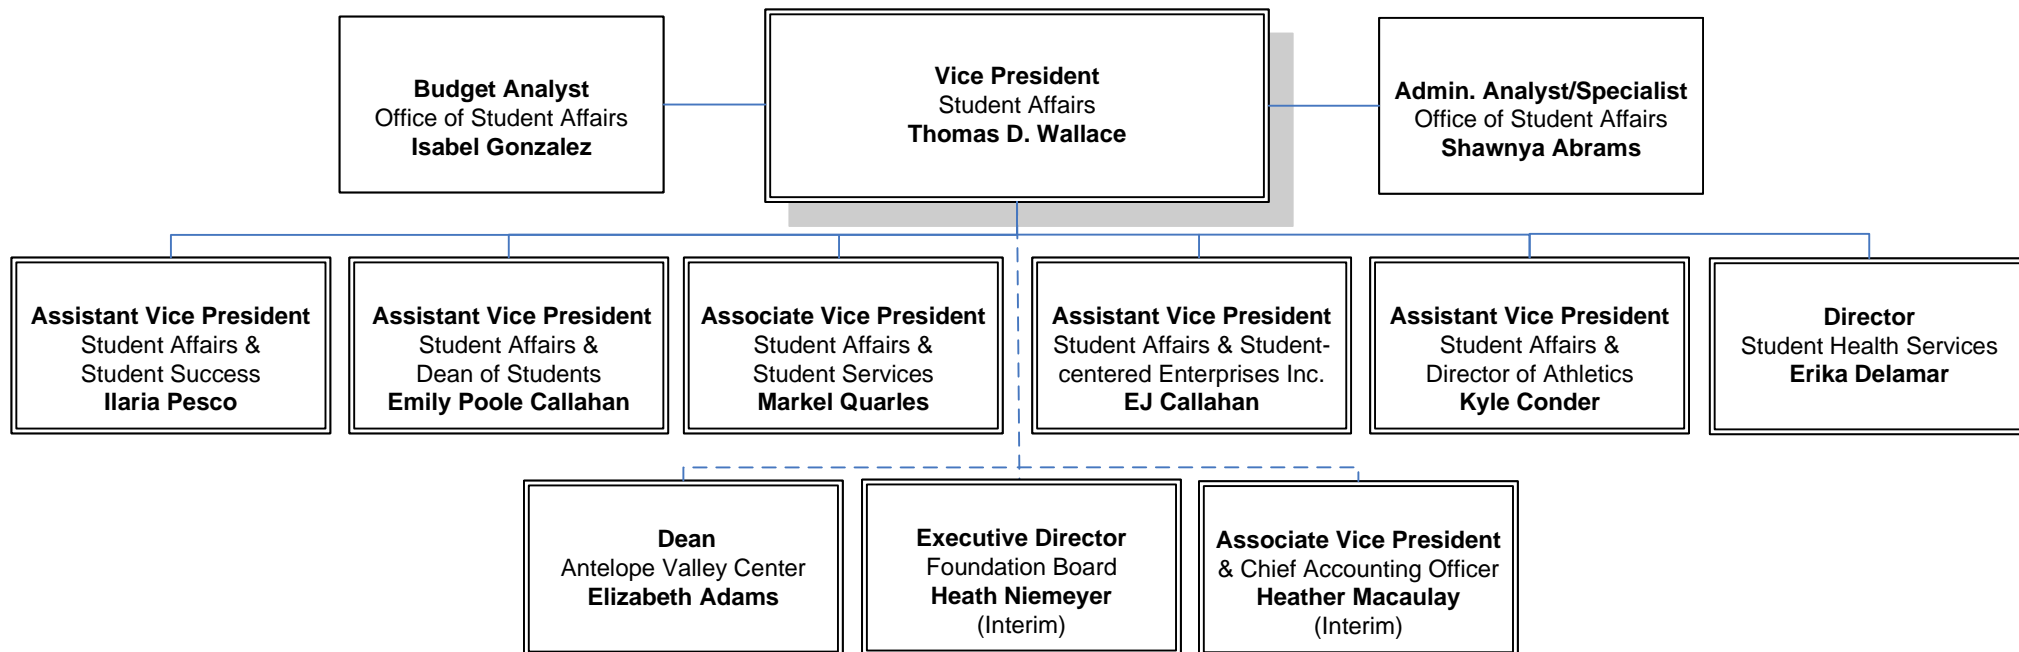 Budget Analyst
Office of Student Affairs
Isabel Gonzalez
Vice President
Student Affairs
Thomas D. Wallace
Admin. Analyst/Specialist
Office of Student Affairs
Shawnya Abrams
Assistant Vice President
Student Affairs &
Student Success
Ilaria Pesco
Assistant Vice President
Student Affairs &
Dean of Students
Emily Poole Callahan
Associate Vice President
Student Affairs &
Student Services
Markel Quarles
Assistant Vice President
Student Affairs & Student-
centered Enterprises Inc.
EJ Callahan
Assistant Vice President
Student Affairs &
Director of Athletics
Kyle Conder
Director
Student Health Services
Erika Delamar
Dean
Antelope Valley Center
Elizabeth Adams
Executive Director
Foundation Board
Heath Niemeyer
(Interim)
Associate Vice President
& Chief Accounting Officer
Heather Macaulay
(Interim)